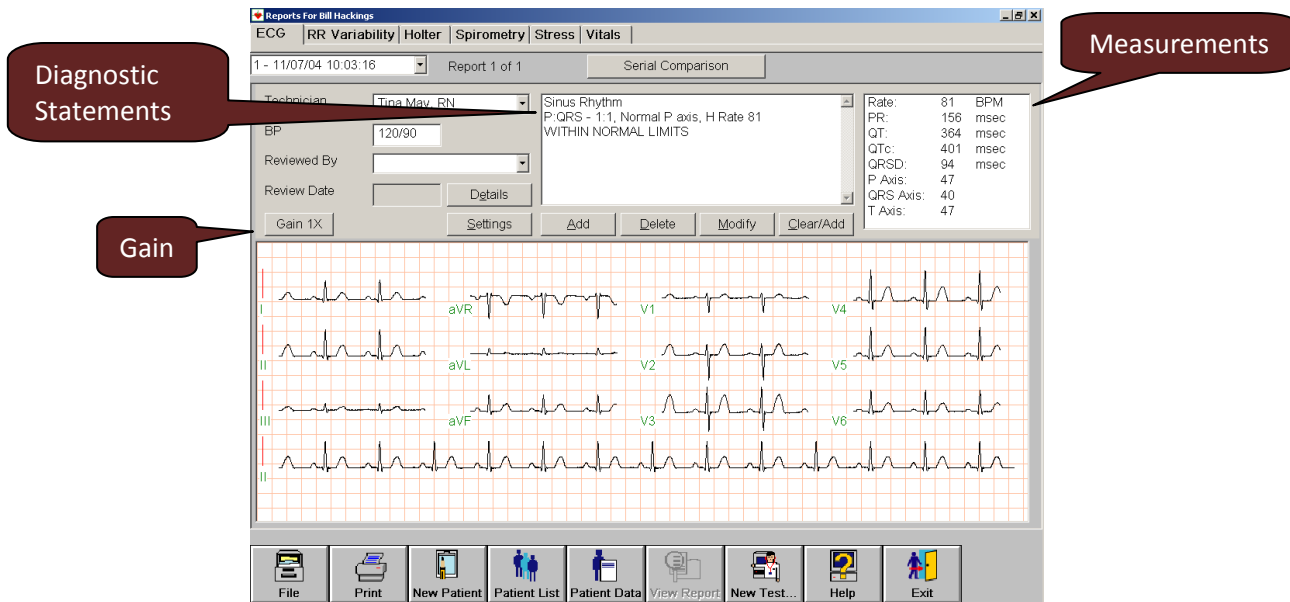 Reports For Bill Hackings
ECG RR Variability Holter Spirometry Stress Vitals
1 - 11/07/04 10:03:16 Report 1 of 1 Serial Comparison
Diagnostic
Statements
Measurements
Gain
Technician Tina May, RN
BP 120/90
Reviewed By
Review Date Details
Gain 1X Settings
Sinus Rhythm
P:QRS - 1:1, Normal P axis, H Rate 81
WITHIN NORMAL LIMITS
Add Delete Modify Clear/Add
Rate: 81 BPM
PR: 156 msec
QT: 364 msec
QTc: 401 msec
QRSD: 94 msec
P Axis: 47
QRS Axis: 40
T Axis: 47
I aVR V1 V4
II aVL V2 V5
III aVF V3 V6
II
File Print New Patient Patient List Patient Data View Report New Test... Help Exit